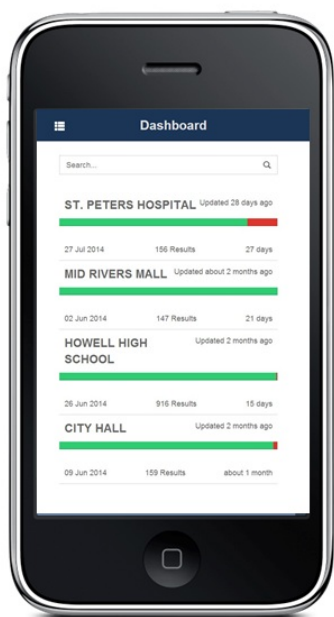 Dashboard
Search...
ST. PETERS HOSPITAL Updated 28 days ago
27 Jul 2014 156 Results 27 days
MID RIVERS MALL Updated about 2 months ago
02 Jun 2014 147 Results 21 days
HOWELL HIGH Updated 2 months ago
SCHOOL
26 Jun 2014 916 Results 15 days
CITY HALL Updated 2 months ago
09 Jun 2014 159 Results about 1 month